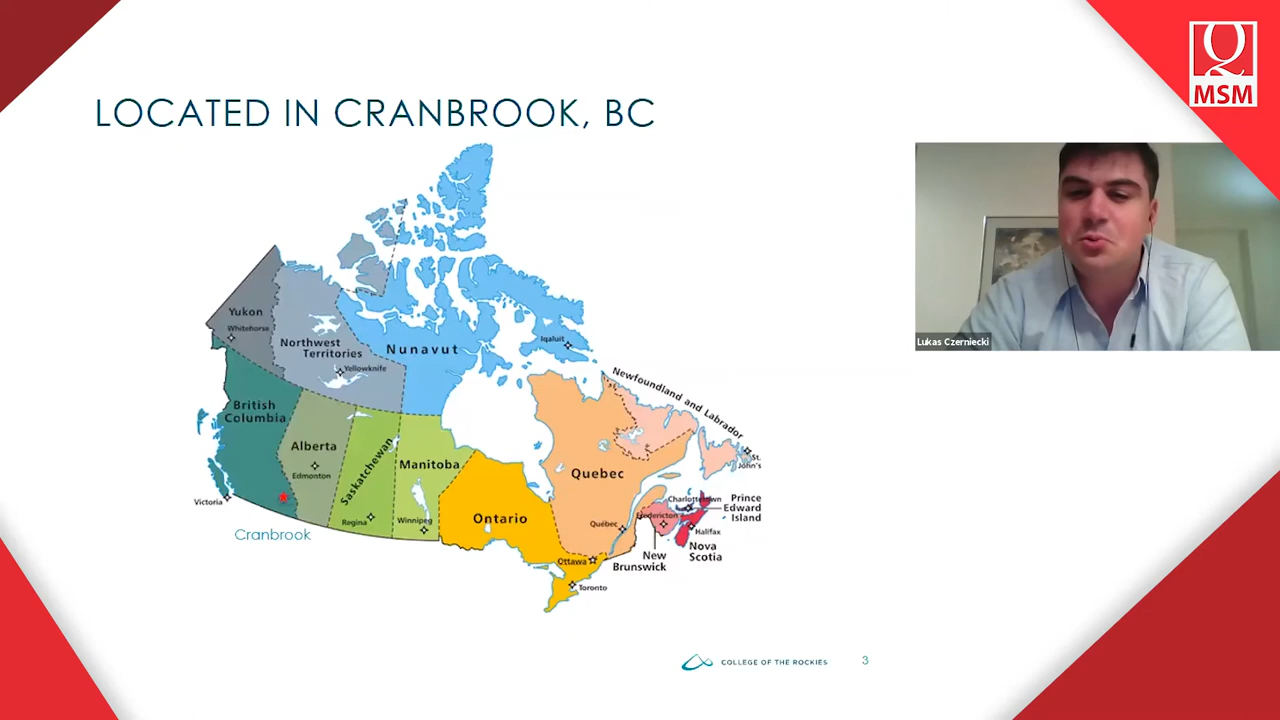 MSM
LOCATED IN CRANBROOK, BC
Lukas Czerniecki
Yukon
Whitehorse
Northwest
Territories
Yellowknife
Nunavut
Iqaluit
Newfoundland and Labrador
British
Columbia
Alberta
Edmonton
Saskatchewan
Manitoba
St.
John's
Quebec
Victoria
Regina
Winnipeg
Ontario
Québec
Charlottetown
Prince
Edward
Island
Fredericton
Halifax
Nova
Scotia
New
Brunswick
Cranbrook
Ottawa
Toronto
COLLEGE OF THE ROCKIES
3